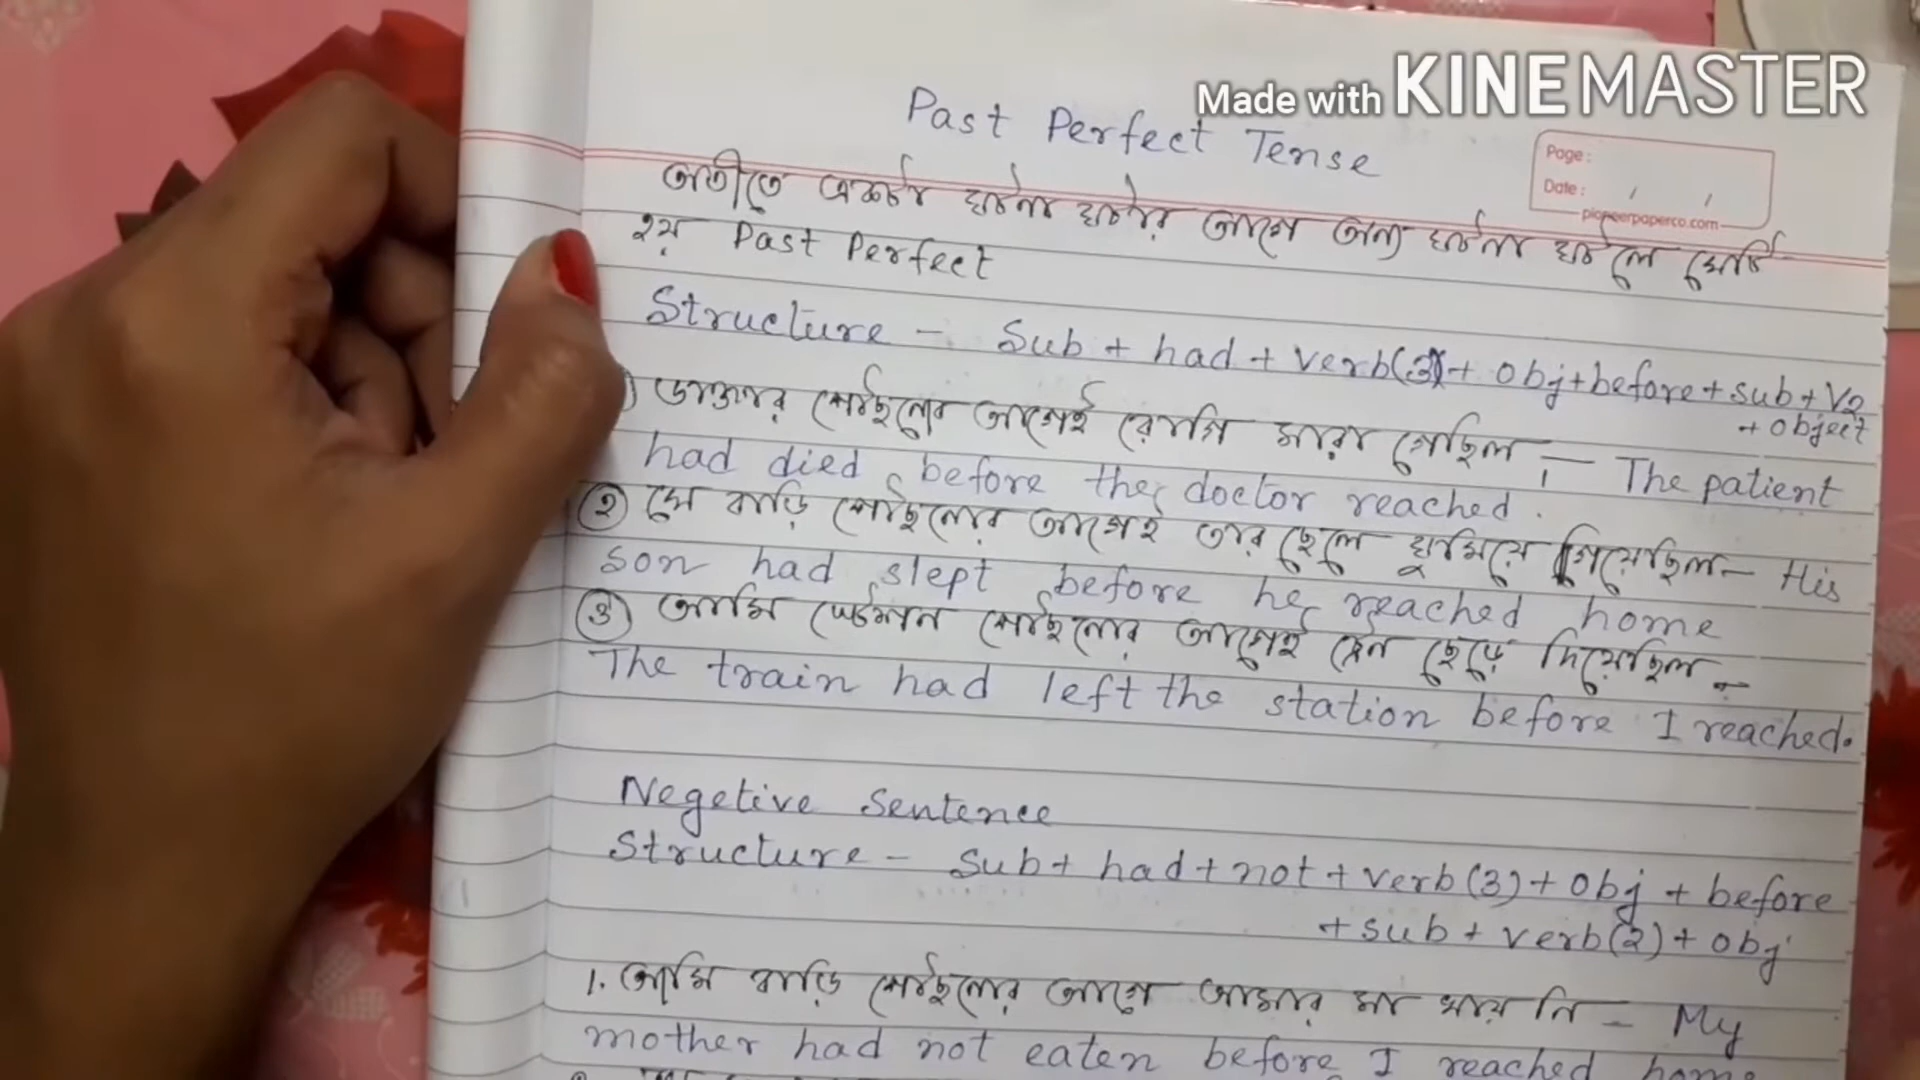 Made with KINEMASTER
Past Perfect Tense
Page:
Date: / /
pioneerpaperco.com
অতীতে একটা ঘটনা ঘটার আগে অন্য ঘটনা ঘটলে সেটি
হয় Past Perfect
Structure - Sub + had + verb(3) + obj + before + sub + V2
+ object
) ডাক্তার পৌঁছনোর আগেই রোগি মারা গেছিল। - The patient
had died before the doctor reached.
② সে বাড়ি পৌঁছনোর আগেই তার ছেলে ঘুমিয়ে গিয়েছিল - His
son had slept before he reached home
③ আমি স্টেশন পৌঁছনোর আগেই ট্রেন ছেড়ে দিয়েছিল -
The train had left the station before I reached.
Negetive Sentence
Structure - Sub + had + not + verb(3) + obj + before
+ sub + verb(2) + obj
1. আমি বাড়ি পৌঁছনোর আগে আমার মা খায় নি - My
mother had not eaten before I reached home